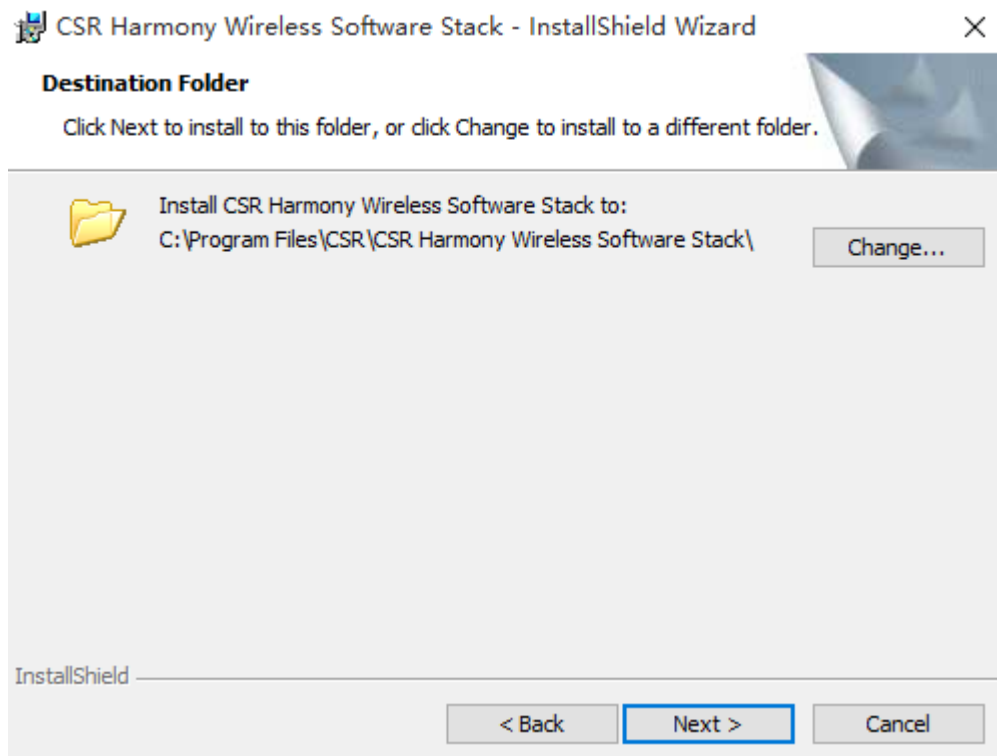 CSR Harmony Wireless Software Stack - InstallShield Wizard
Destination Folder
Click Next to install to this folder, or click Change to install to a different folder.
Install CSR Harmony Wireless Software Stack to:
C:\Program Files\CSR\CSR Harmony Wireless Software Stack\
Change...
InstallShield
< Back
Next >
Cancel